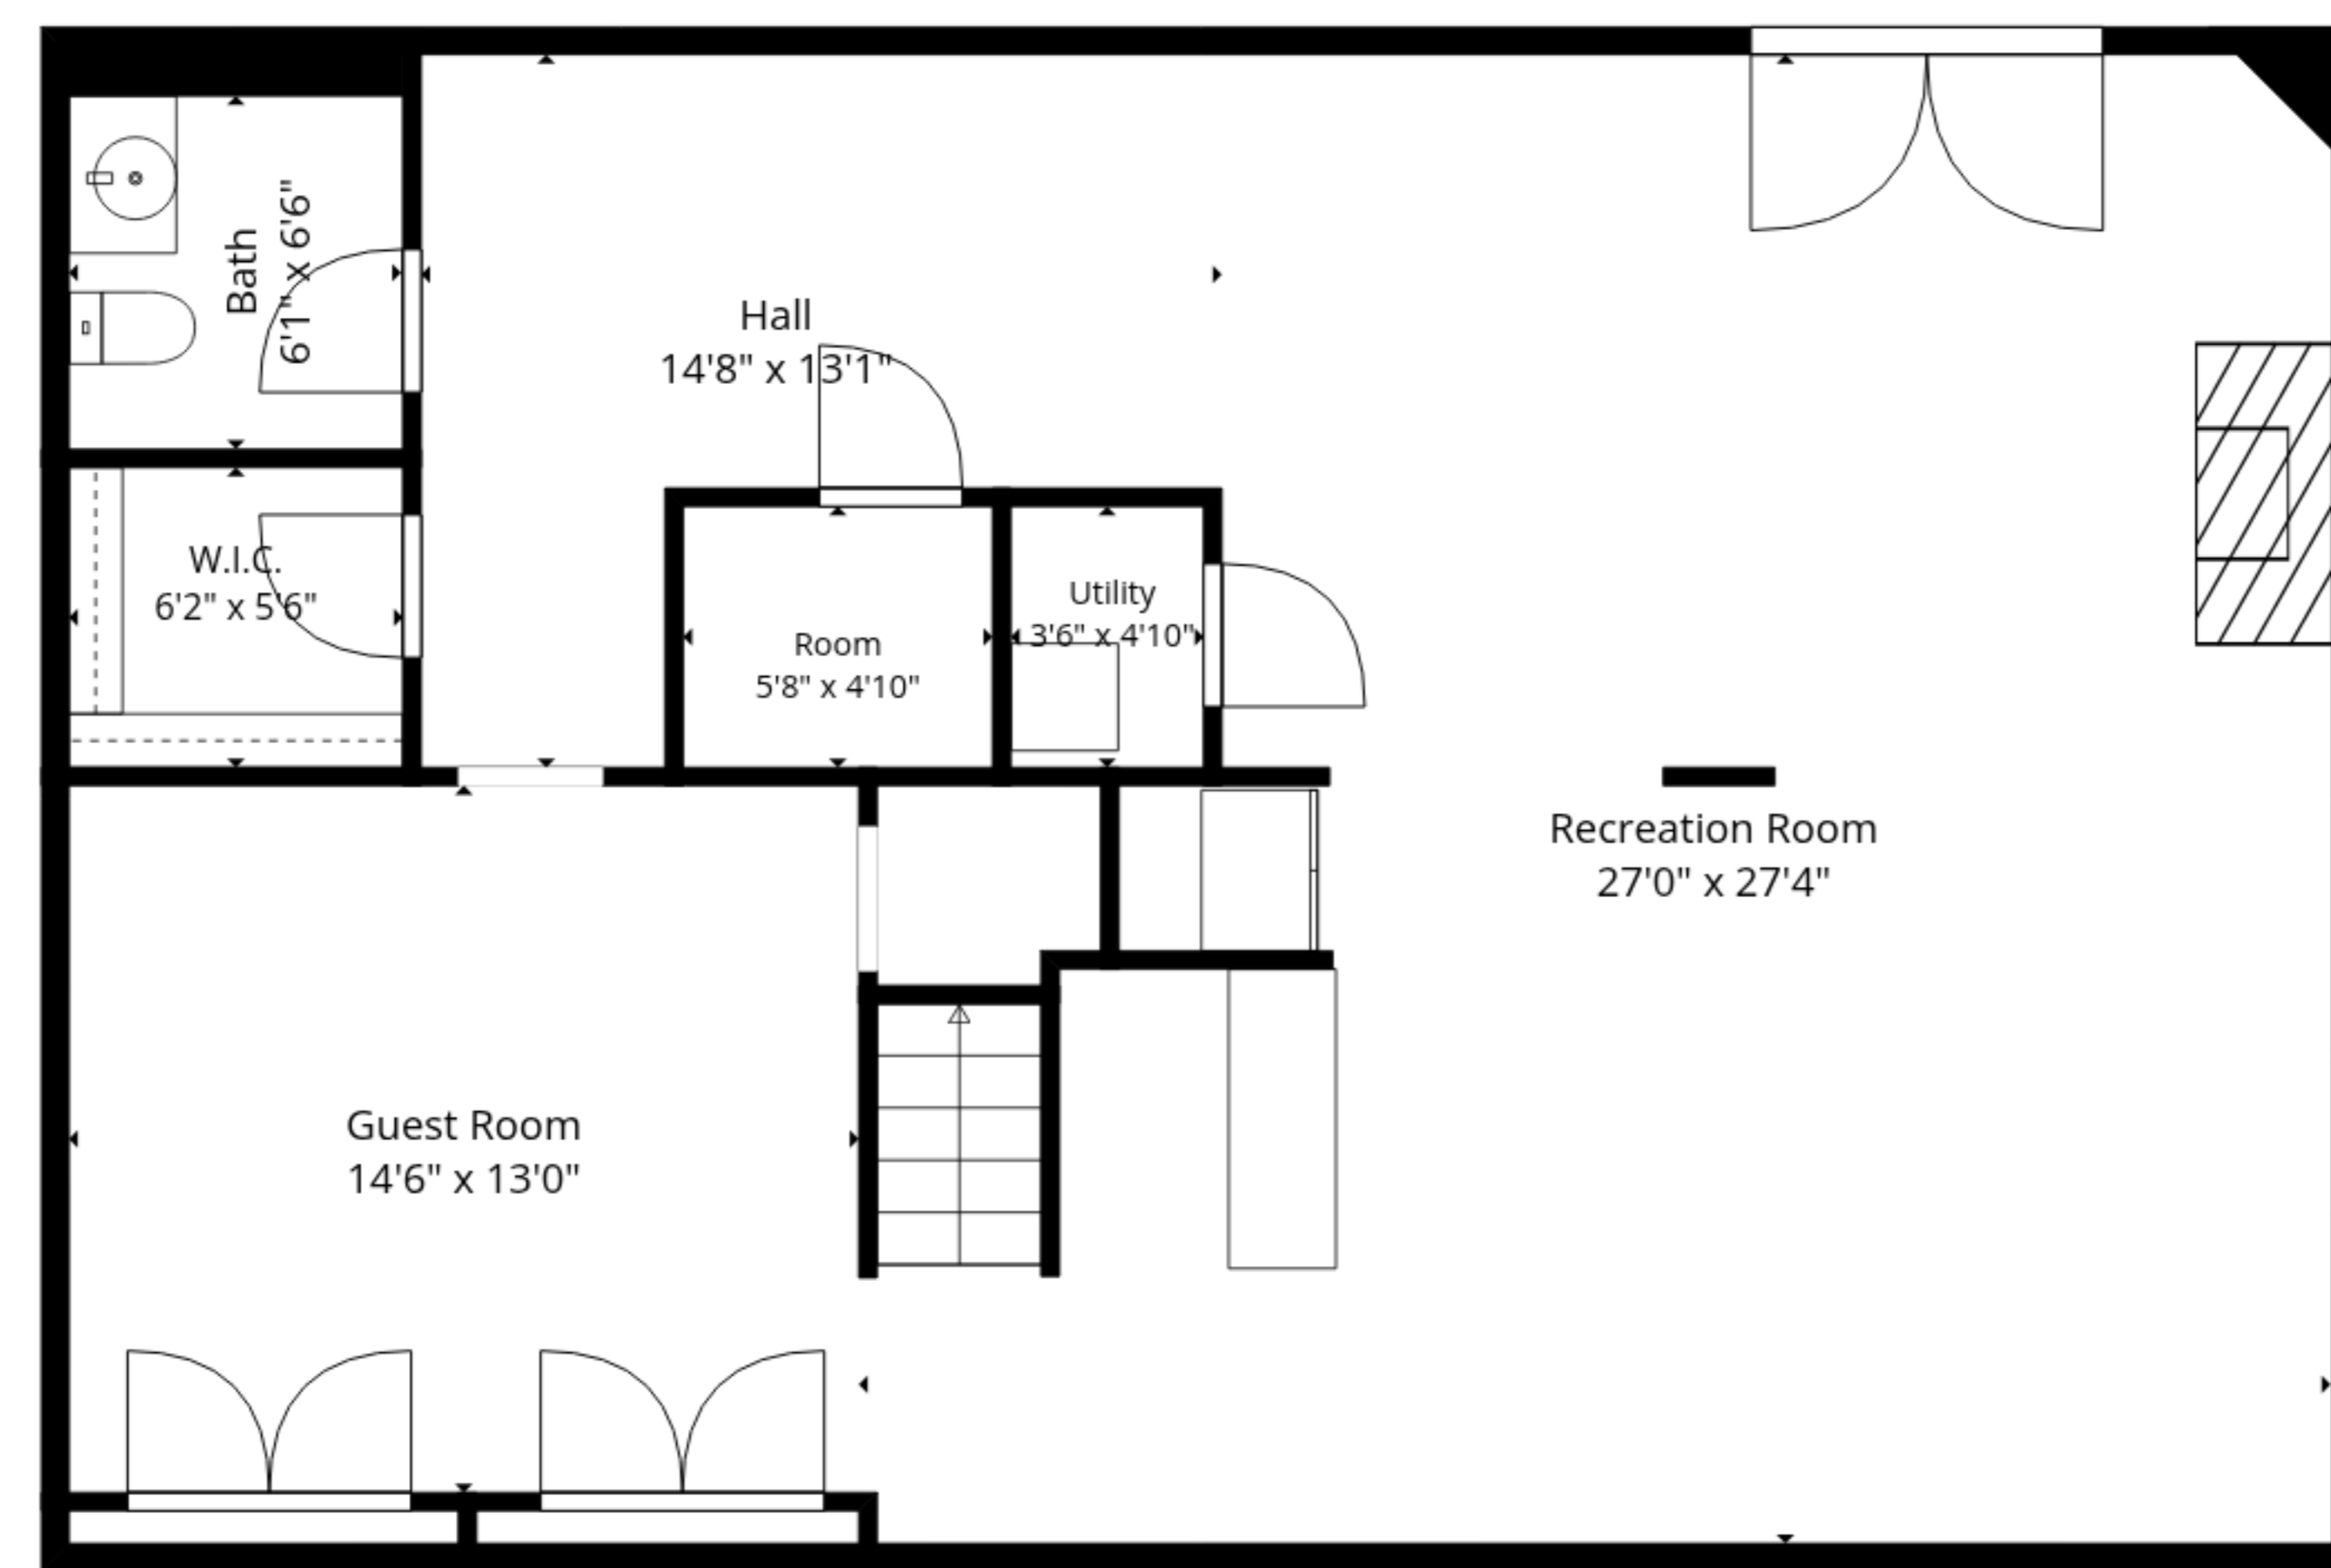 Bath
6'1" x 6'6"
Hall
14'8" x 13'1"
W.I.C.
6'2" x 5'6"
Room
5'8" x 4'10"
Utility
3'6" x 4'10"
Recreation Room
27'0" x 27'4"
Guest Room
14'6" x 13'0"